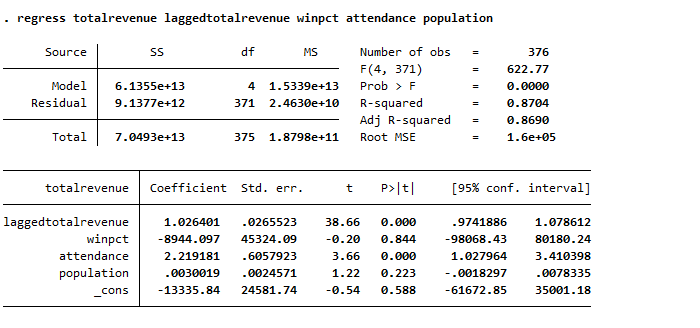 . regress totalrevenue laggedtotalrevenue winpct attendance population
Source SS df MS Number of obs = 376
F(4, 371) = 622.77
Model 6.1355e+13 4 1.5339e+13 Prob > F = 0.0000
Residual 9.1377e+12 371 2.4630e+10 R-squared = 0.8704
Adj R-squared = 0.8690
Total 7.0493e+13 375 1.8798e+11 Root MSE = 1.6e+05
totalrevenue Coefficient Std. err. t P>|t| [95% conf. interval]
laggedtotalrevenue 1.026401 .0265523 38.66 0.000 .9741886 1.078612
winpct -8944.097 45324.09 -0.20 0.844 -98068.43 80180.24
attendance 2.219181 .6057923 3.66 0.000 1.027964 3.410398
population .0030019 .0024571 1.22 0.223 -.0018297 .0078335
_cons -13335.84 24581.74 -0.54 0.588 -61672.85 35001.18